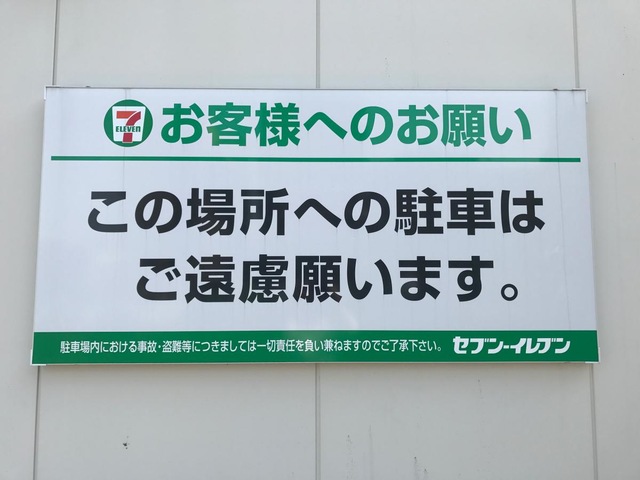 7
ELEVEN
お客様へのお願い
この場所への駐車は
ご遠慮願います。
駐車場内における事故・盗難等につきましては一切責任を負い兼ねますのでご了承下さい。 セブン-イレブン